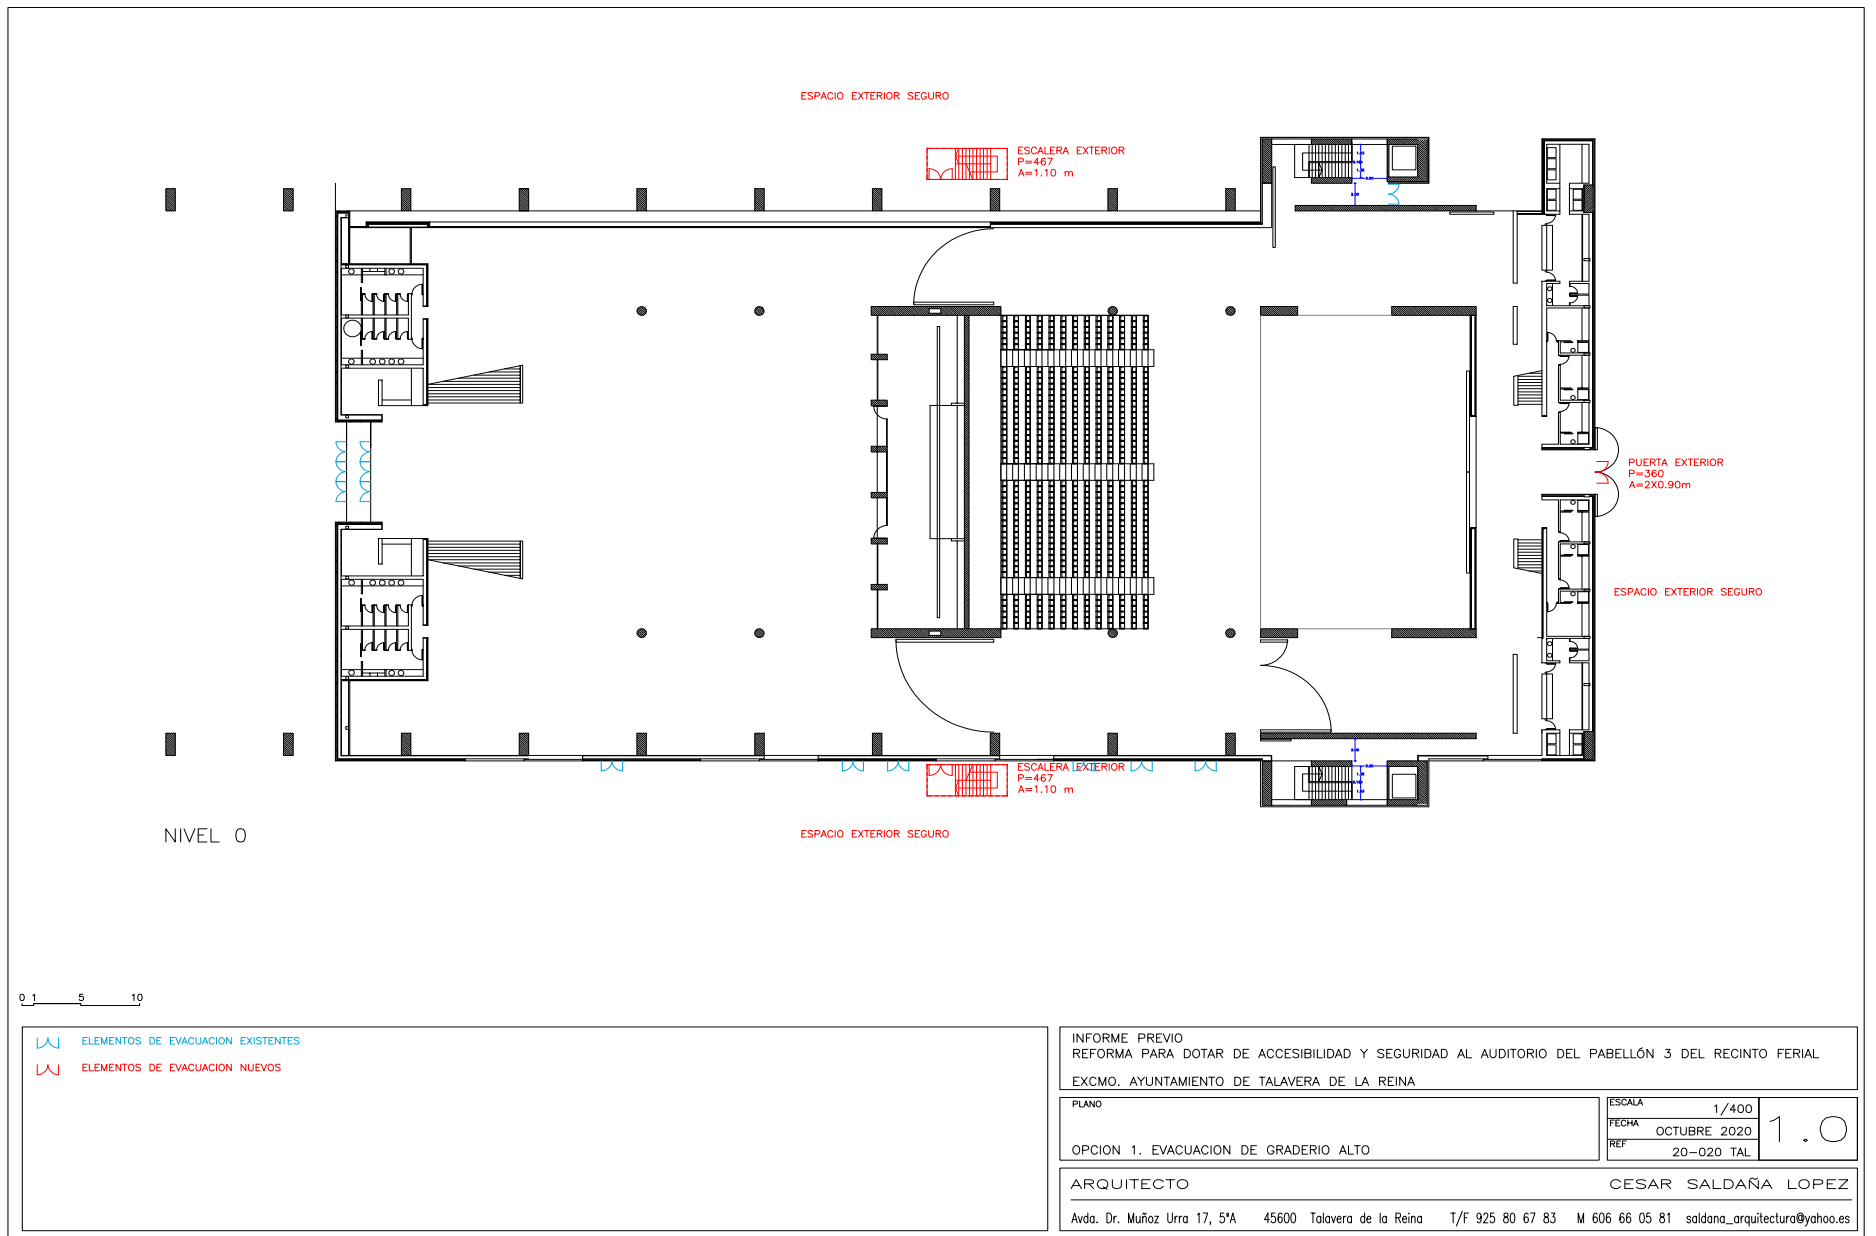 ESPACIO EXTERIOR SEGURO
ESCALERA EXTERIOR
P=467
A=1.10 m
PUERTA EXTERIOR
P=360
A=2X0.90m
ESPACIO EXTERIOR SEGURO
ESCALERA EXTERIOR
P=467
A=1.10 m
ESPACIO EXTERIOR SEGURO
NIVEL 0
0 1 5 10
ELEMENTOS DE EVACUACION EXISTENTES
ELEMENTOS DE EVACUACION NUEVOS
INFORME PREVIO
REFORMA PARA DOTAR DE ACCESIBILIDAD Y SEGURIDAD AL AUDITORIO DEL PABELLÓN 3 DEL RECINTO FERIAL
EXCMO. AYUNTAMIENTO DE TALAVERA DE LA REINA
PLANO
OPCION 1. EVACUACION DE GRADERIO ALTO
ESCALA 1/400
FECHA OCTUBRE 2020
REF 20-020 TAL
1.0
ARQUITECTO CESAR SALDAÑA LOPEZ
Avda. Dr. Muñoz Urra 17, 5ªA 45600 Talavera de la Reina T/F 925 80 67 83 M 606 66 05 81 saldana_arquitectura@yahoo.es